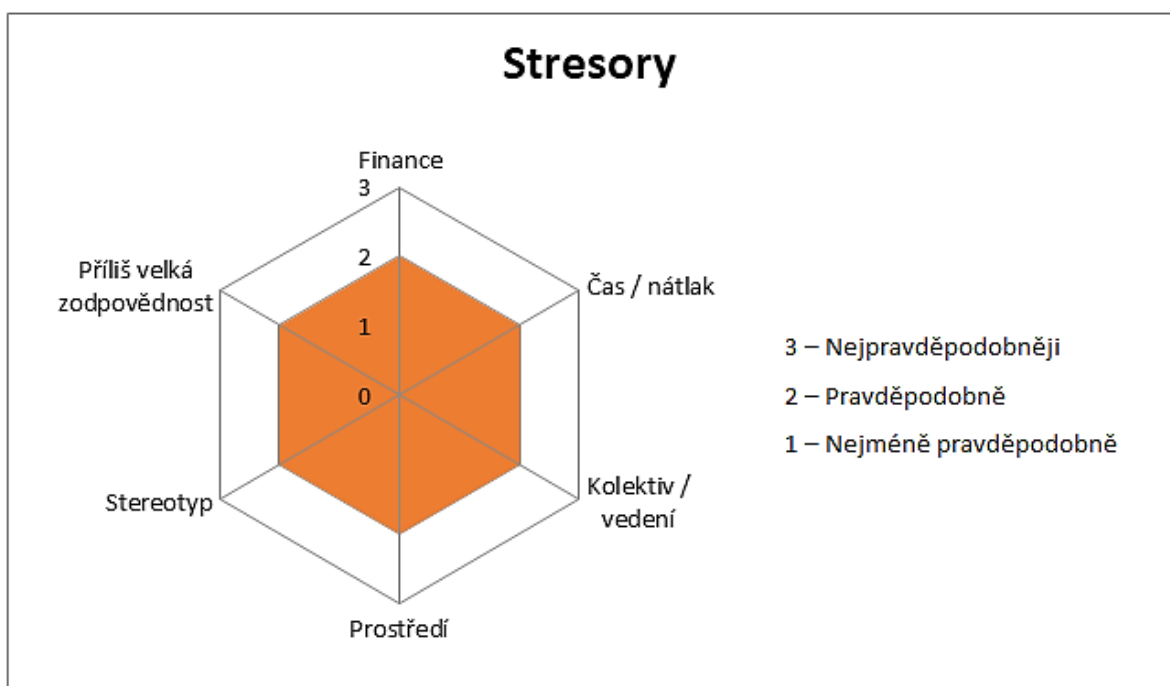 Stresory
Finance
3
2
1
0
Čas / nátlak
Kolektiv /
vedení
Prostředí
Stereotyp
Příliš velká
zodpovědnost
3 – Nejpravděpodobněji
2 – Pravděpodobně
1 – Nejméně pravděpodobně